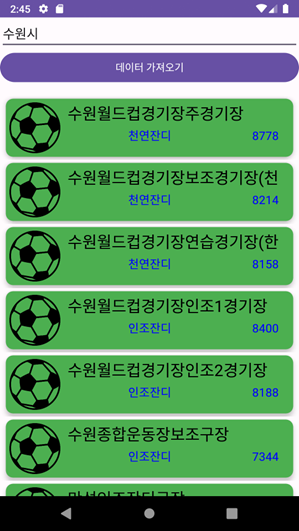 2:45
수원시
데이터 가져오기
수원월드컵경기장주경기장
천연잔디 8778
수원월드컵경기장보조경기장(천
천연잔디 8214
수원월드컵경기장연습경기장(한
천연잔디 8158
수원월드컵경기장인조1경기장
인조잔디 8400
수원월드컵경기장인조2경기장
인조잔디 8188
수원종합운동장보조구장
인조잔디 7344